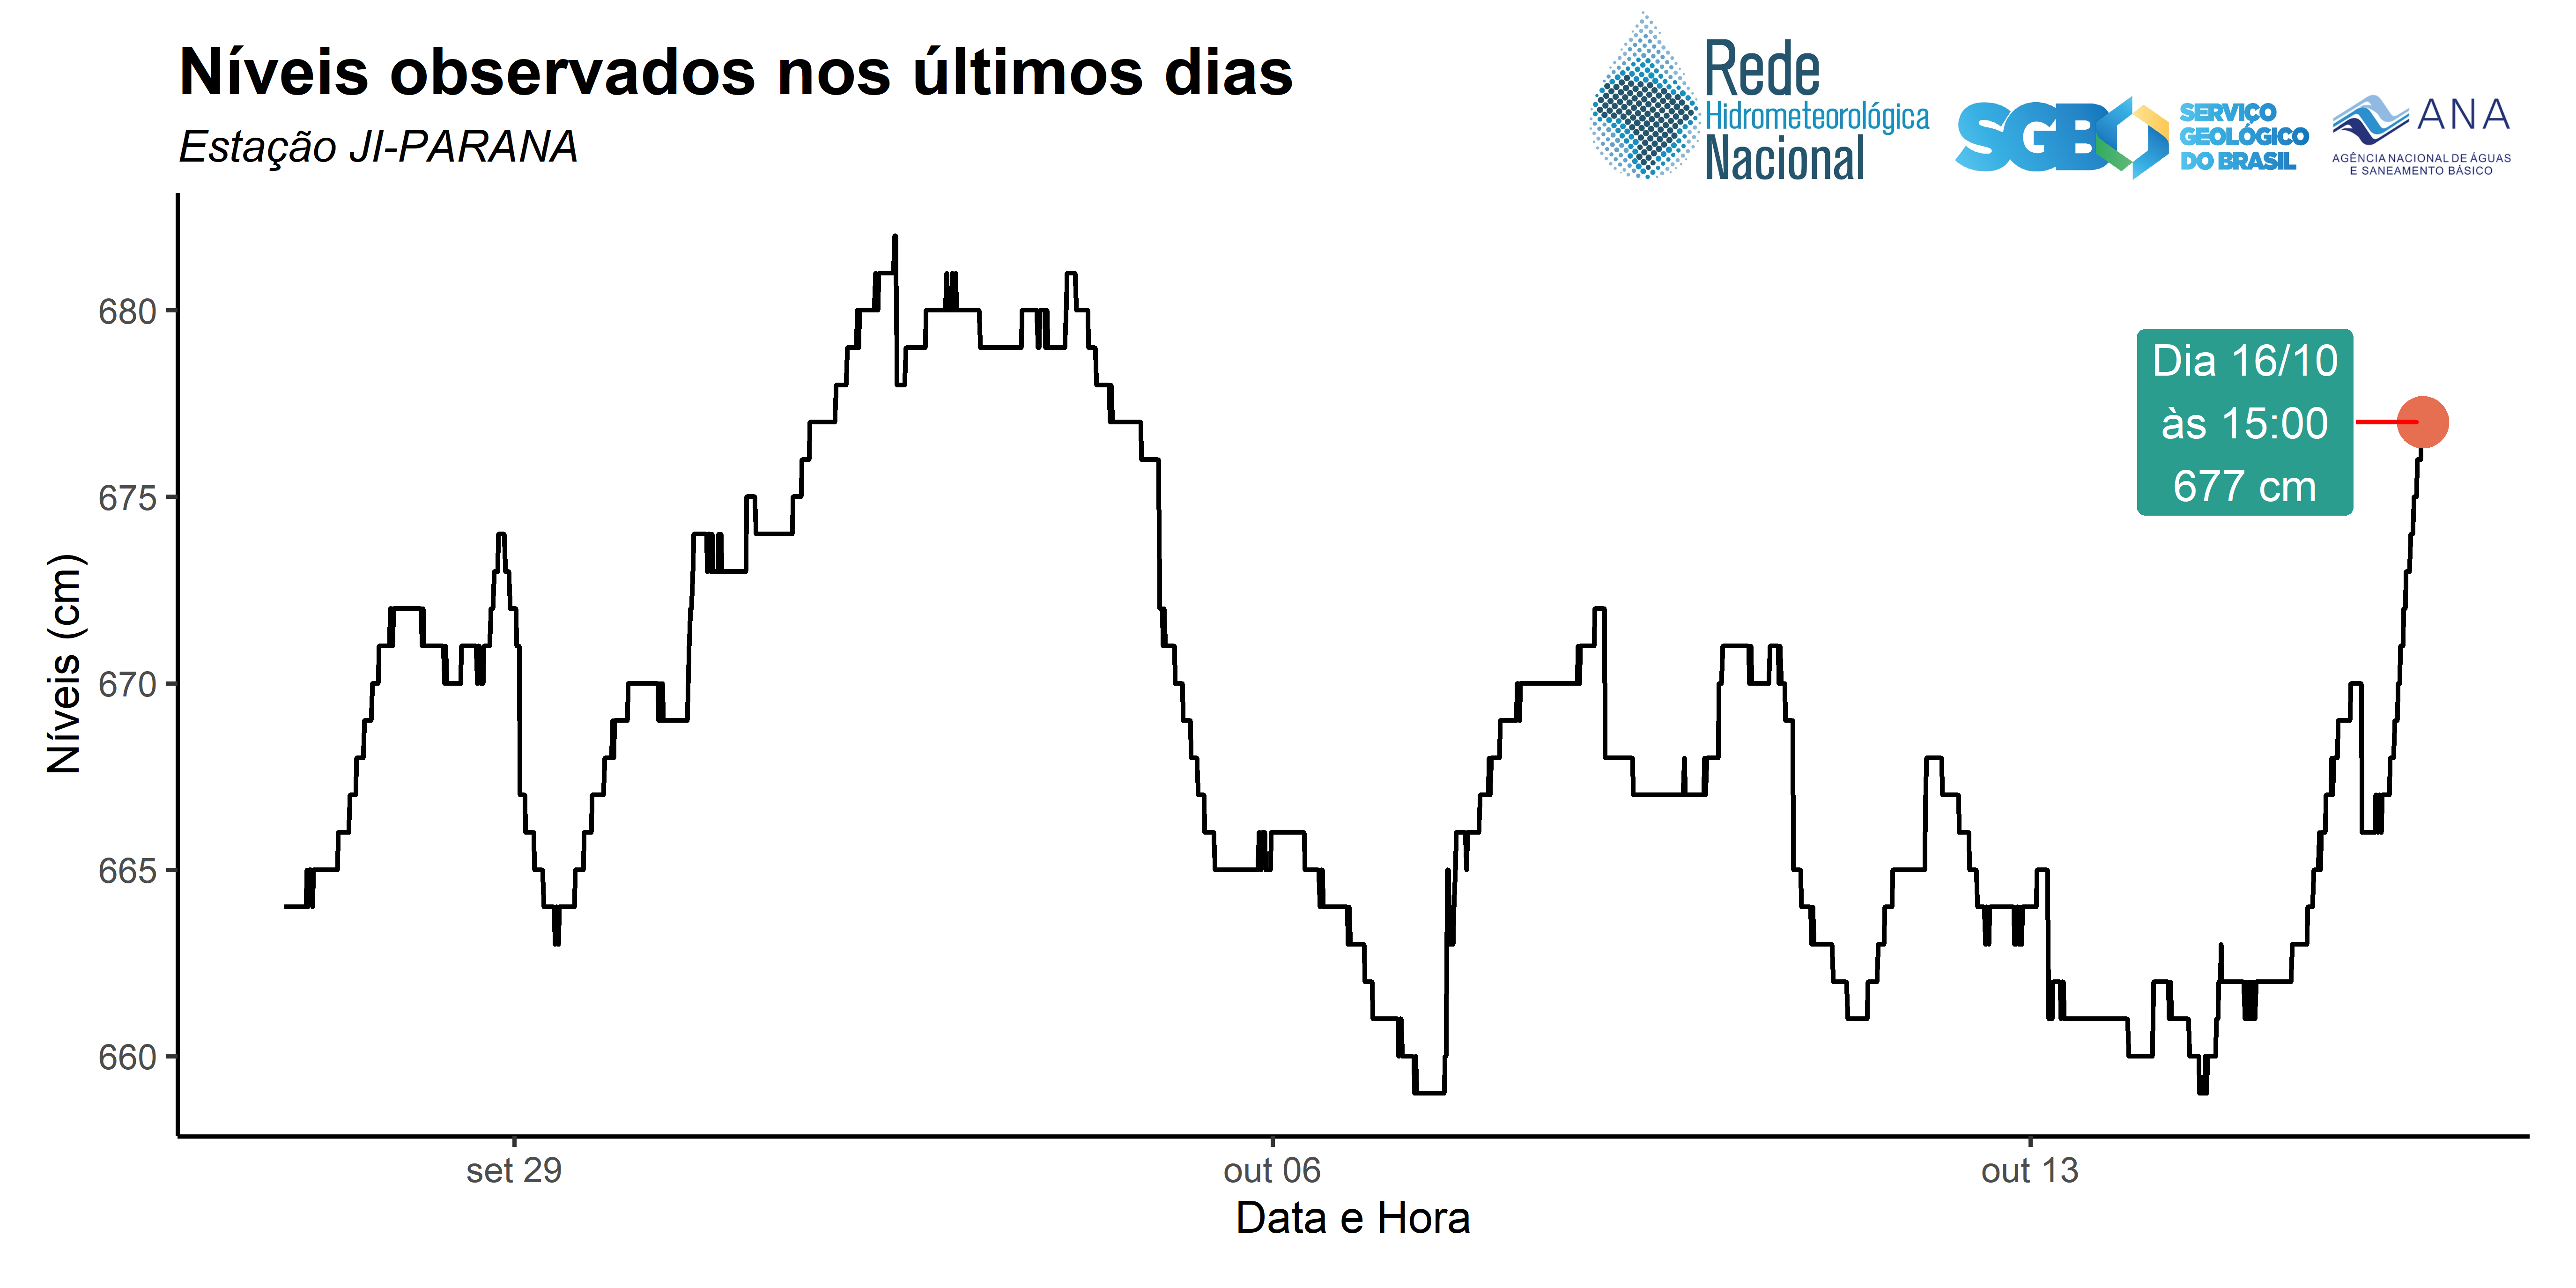 Níveis observados nos últimos dias
Estação JI-PARANA
Rede
Hidrometeorológica
Nacional
SGB
SERVIÇO
GEOLÓGICO
DO BRASIL
ANA
AGÊNCIA NACIONAL DE ÁGUAS
E SANEAMENTO BÁSICO
Níveis (cm)
680
675
670
665
660
Dia 16/10
às 15:00
677 cm
set 29
out 06
out 13
Data e Hora